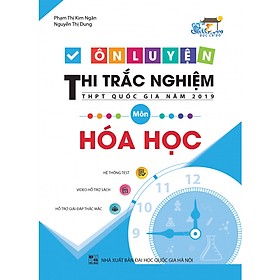 Phạm Thị Kim Ngân
Nguyễn Thị Dung
ÔN LUYỆN
THI TRẮC NGHIỆM
THPT QUỐC GIA NĂM 2019
Môn
HÓA HỌC
HỆ THỐNG TEST
VIDEO HỖ TRỢ SÁCH
HỖ TRỢ GIẢI ĐÁP THẮC MẮC
12
NHÀ XUẤT BẢN ĐẠI HỌC QUỐC GIA HÀ NỘI